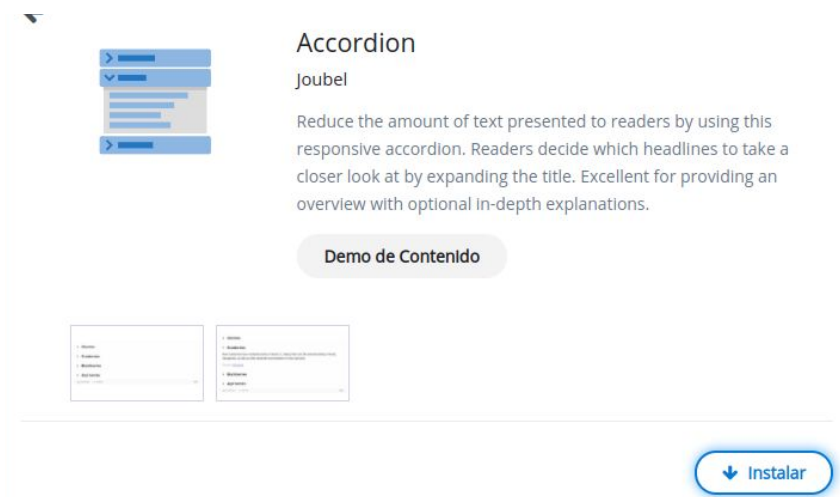 Accordion
Joubel
Reduce the amount of text presented to readers by using this
responsive accordion. Readers decide which headlines to take a
closer look at by expanding the title. Excellent for providing an
overview with optional in-depth explanations.
Demo de Contenido
Instalar